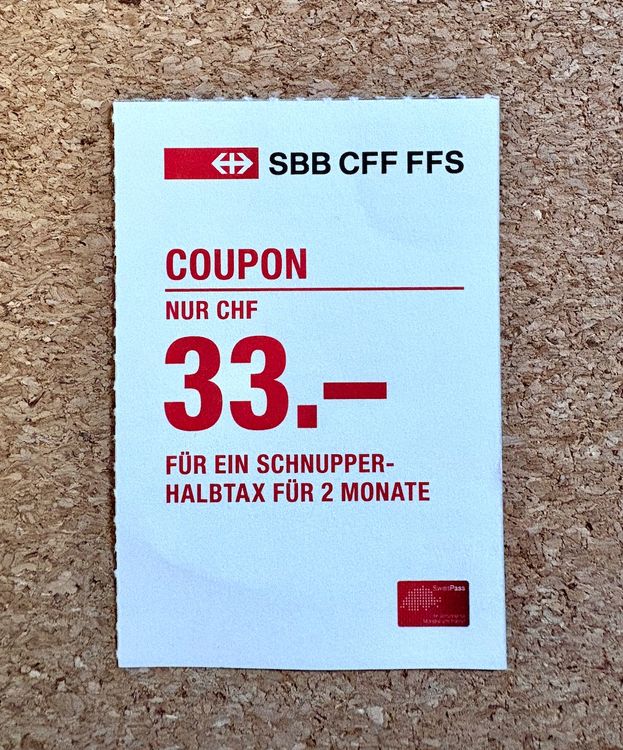 SBB CFF FFS
COUPON
NUR CHF
33.–
FÜR EIN SCHNUPPER-
HALBTAX FÜR 2 MONATE
SwissPass